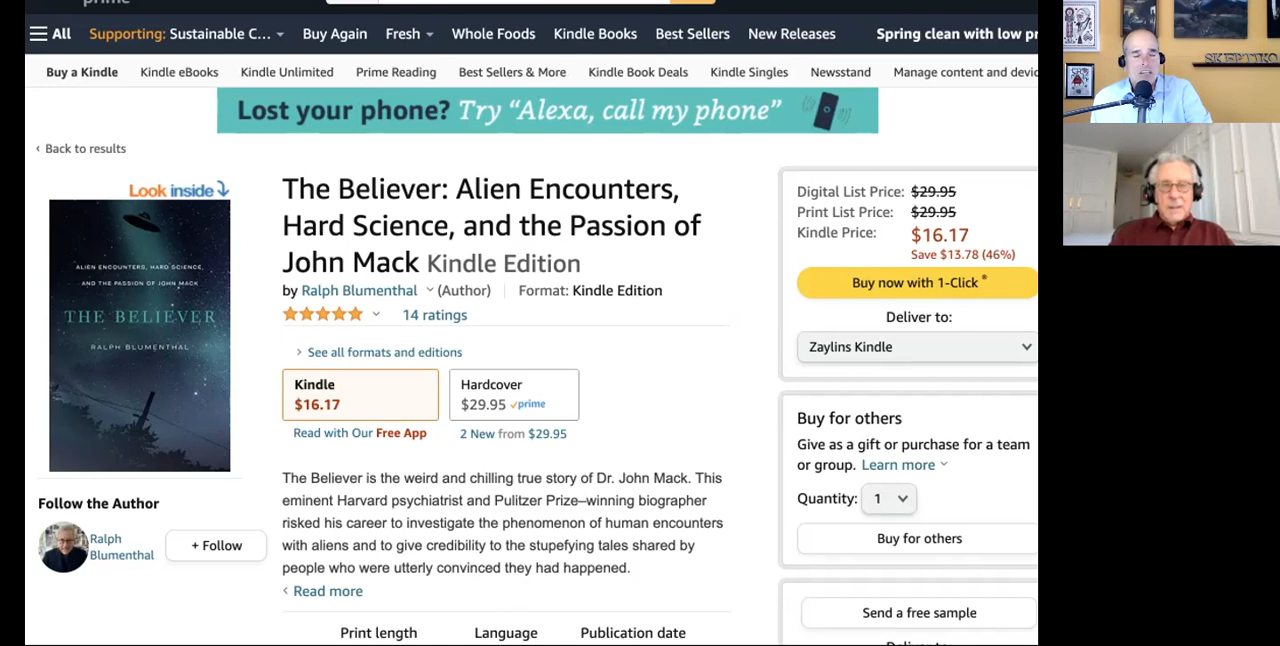 prime
All
Supporting: Sustainable C...
Buy Again
Fresh
Whole Foods
Kindle Books
Best Sellers
New Releases
Spring clean with low pr
Buy a Kindle
Kindle eBooks
Kindle Unlimited
Prime Reading
Best Sellers & More
Kindle Book Deals
Kindle Singles
Newsstand
Manage content and devic
Lost your phone? Try “Alexa, call my phone”
‹ Back to results
Look inside
ALIEN ENCOUNTERS, HARD SCIENCE,
AND THE PASSION OF JOHN MACK
THE BELIEVER
RALPH BLUMENTHAL
Follow the Author
Ralph
Blumenthal
+ Follow
The Believer: Alien Encounters,
Hard Science, and the Passion of
John Mack Kindle Edition
by Ralph Blumenthal (Author) Format: Kindle Edition
14 ratings
See all formats and editions
Kindle
$16.17
Read with Our Free App
Hardcover
$29.95 prime
2 New from $29.95
The Believer is the weird and chilling true story of Dr. John Mack. This
eminent Harvard psychiatrist and Pulitzer Prize–winning biographer
risked his career to investigate the phenomenon of human encounters
with aliens and to give credibility to the stupefying tales shared by
people who were utterly convinced they had happened.
Read more
Print length
Language
Publication date
Digital List Price: $29.95
Print List Price: $29.95
Kindle Price: $16.17
Save $13.78 (46%)
Buy now with 1-Click ®
Deliver to:
Zaylins Kindle
Buy for others
Give as a gift or purchase for a team
or group. Learn more
Quantity: 1
Buy for others
Send a free sample
Deliver to:
SKEPTIKO